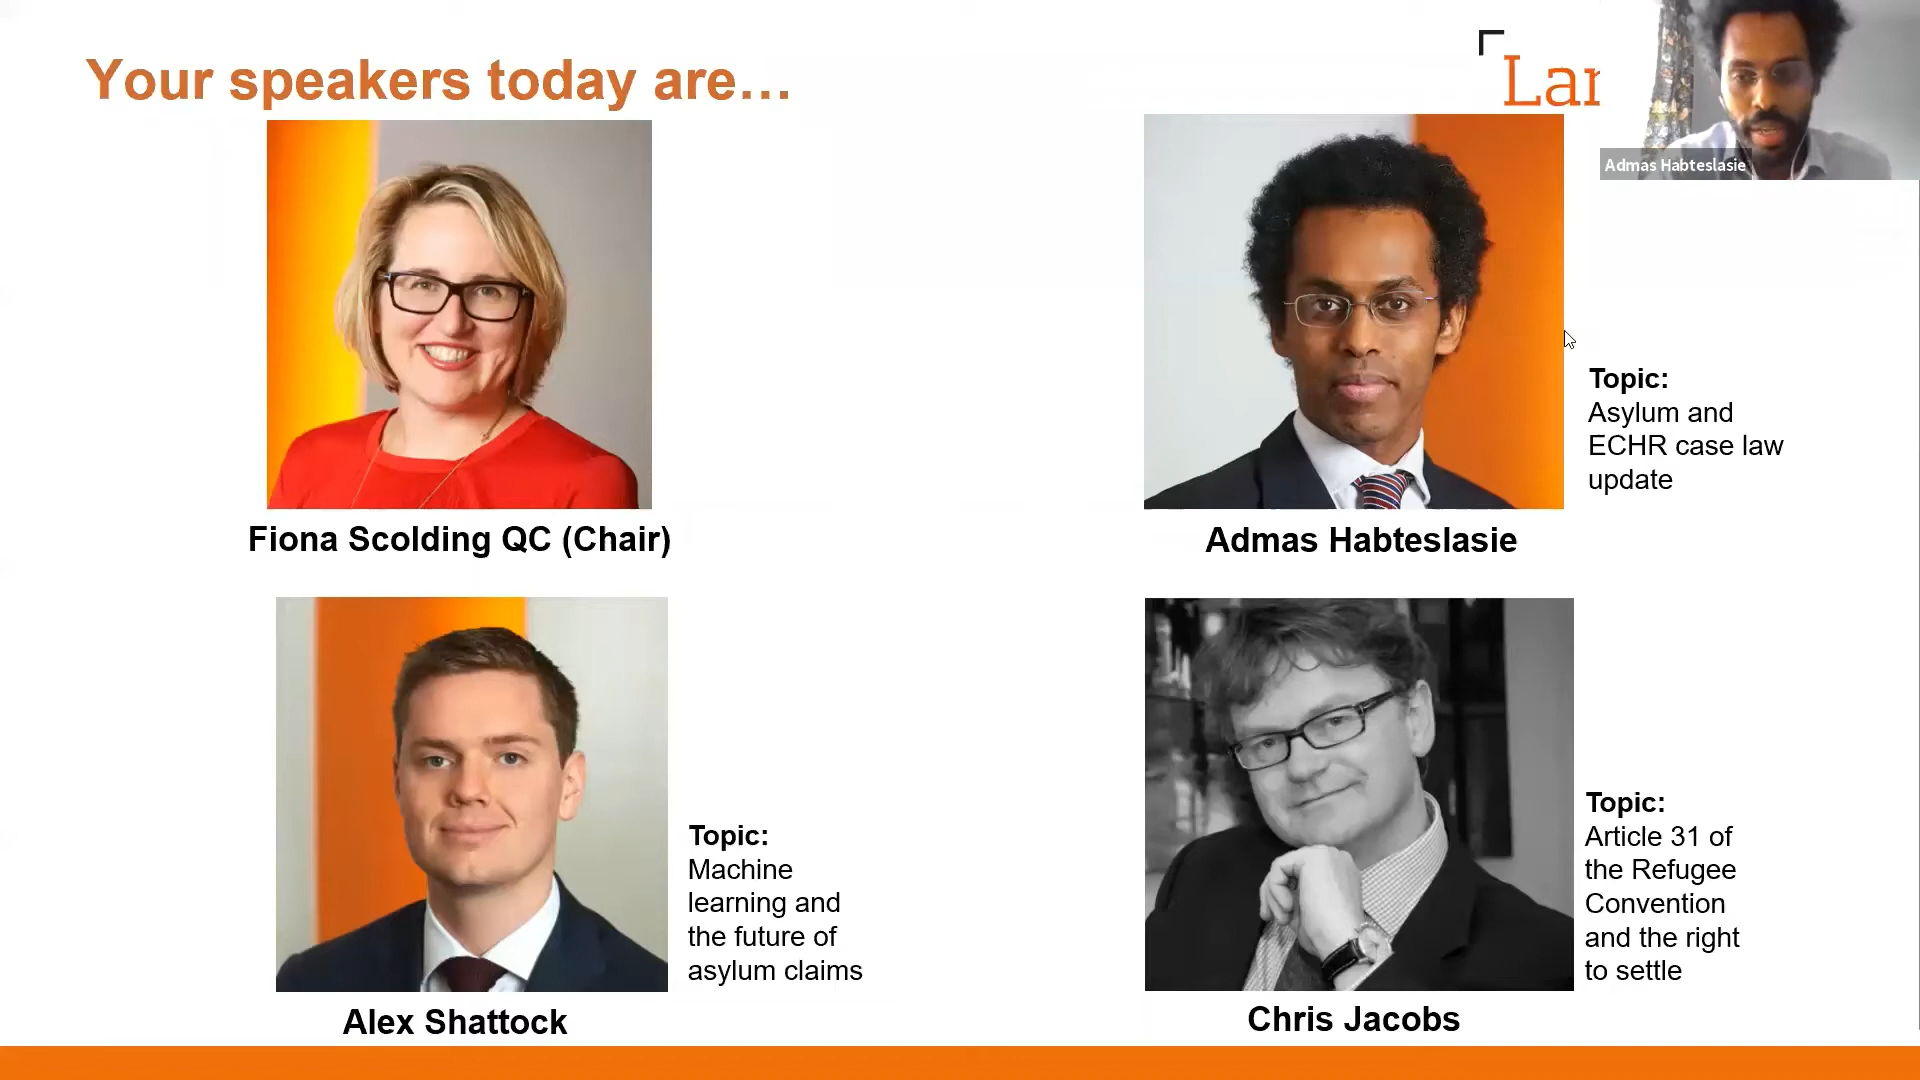 Your speakers today are…
Lan
Admas Habteslasie
Topic:
Asylum and
ECHR case law
update
Fiona Scolding QC (Chair)
Admas Habteslasie
Topic:
Machine
learning and
the future of
asylum claims
Topic:
Article 31 of
the Refugee
Convention
and the right
to settle
Alex Shattock
Chris Jacobs